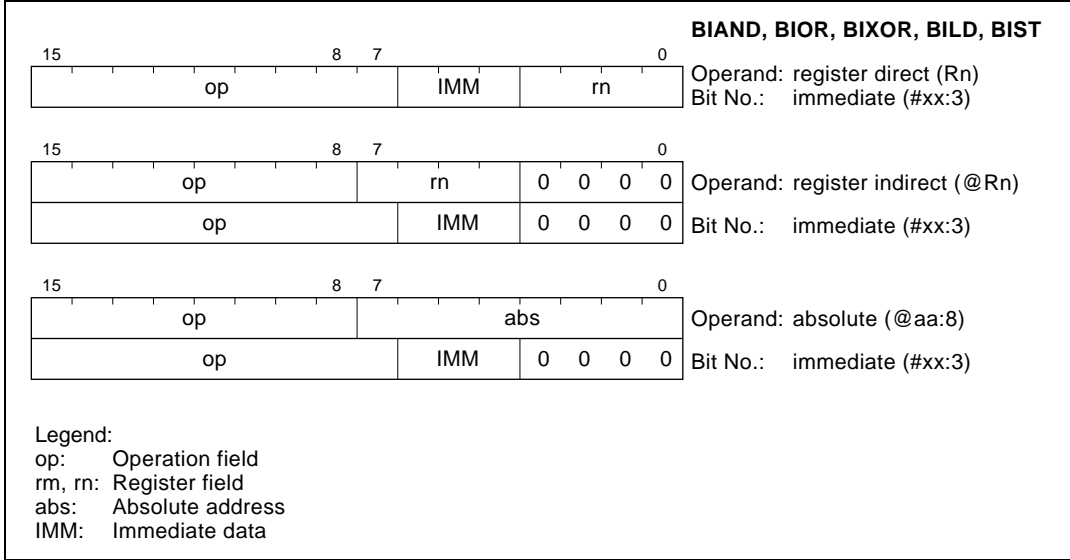 BIAND, BIOR, BIXOR, BILD, BIST
15 8 7 0
op IMM rn Operand: register direct (Rn)
Bit No.: immediate (#xx:3)
15 8 7 0
op rn 0 0 0 0 Operand: register indirect (@Rn)
op IMM 0 0 0 0 Bit No.: immediate (#xx:3)
15 8 7 0
op abs Operand: absolute (@aa:8)
op IMM 0 0 0 0 Bit No.: immediate (#xx:3)
Legend:
op: Operation field
rm, rn: Register field
abs: Absolute address
IMM: Immediate data